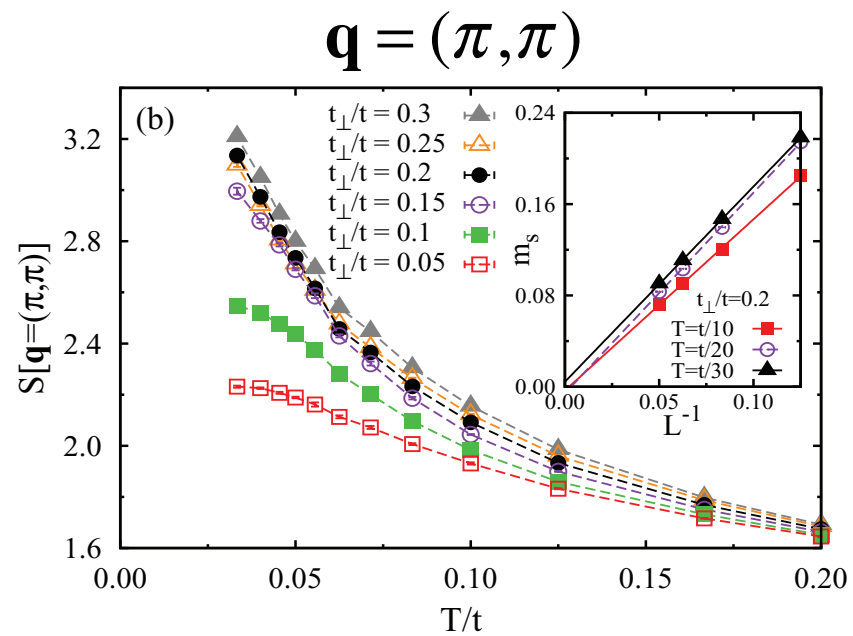 q = (π,π)
(b)
t⊥/t = 0.3
t⊥/t = 0.25
t⊥/t = 0.2
t⊥/t = 0.15
t⊥/t = 0.1
t⊥/t = 0.05
S[q=(π,π)]
3.2
2.8
2.4
2.0
1.6
0.00
0.05
0.10
0.15
0.20
T/t
m_s
0.24
0.16
0.08
0.00
t⊥/t=0.2
T=t/10
T=t/20
T=t/30
0.00
0.05
0.10
L⁻¹